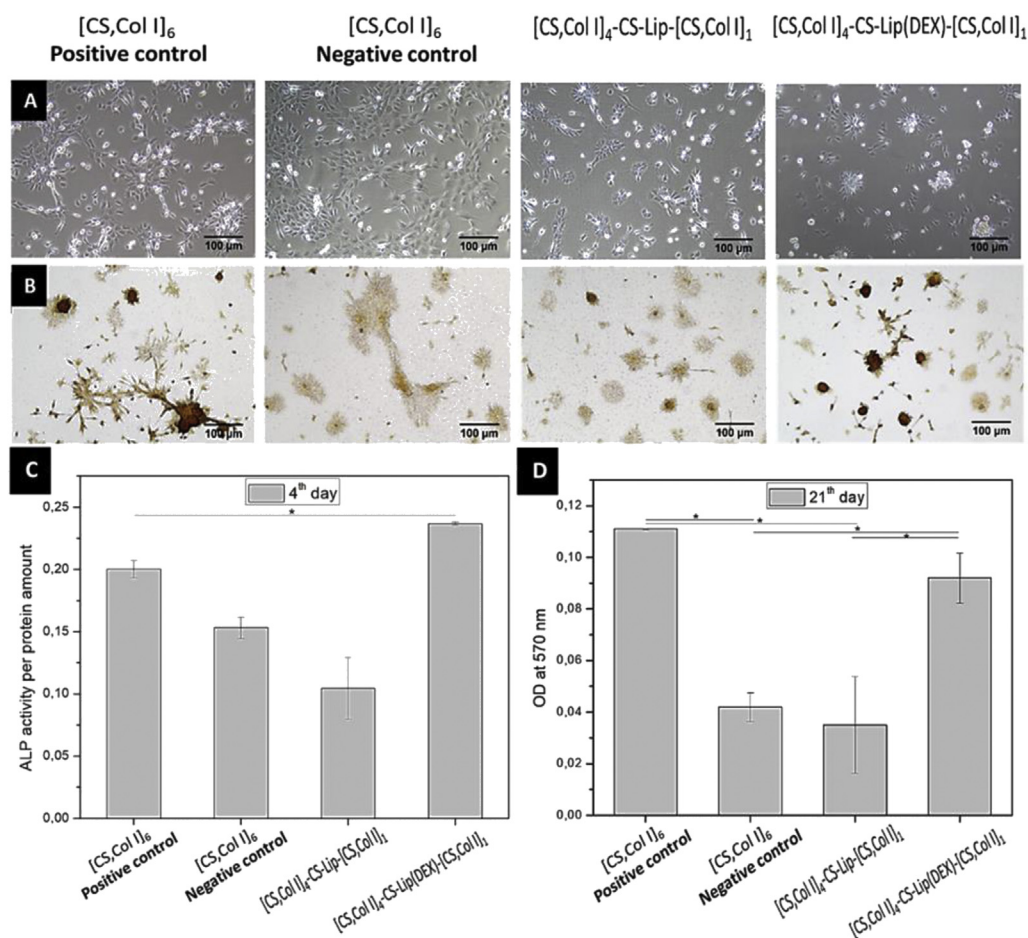 [CS,Col I]₆
Positive control
[CS,Col I]₆
Negative control
[CS,Col I]₄-CS-Lip-[CS,Col I]₁
[CS,Col I]₄-CS-Lip(DEX)-[CS,Col I]₁
A
100 µm
100 µm
100 µm
100 µm
B
100 µm
100 µm
100 µm
100 µm
C
4th day
*
ALP activity per protein amount
0,25
0,20
0,15
0,10
0,05
0,00
[CS,Col I]₆
Positive control
[CS,Col I]₆
Negative control
[CS,Col I]₄-CS-Lip-[CS,Col I]₁
[CS,Col I]₄-CS-Lip(DEX)-[CS,Col I]₁
D
21th day
*
*
*
*
OD at 570 nm
0,12
0,10
0,08
0,06
0,04
0,02
0,00
[CS,Col I]₆
Positive control
[CS,Col I]₆
Negative control
[CS,Col I]₄-CS-Lip-[CS,Col I]₁
[CS,Col I]₄-CS-Lip(DEX)-[CS,Col I]₁